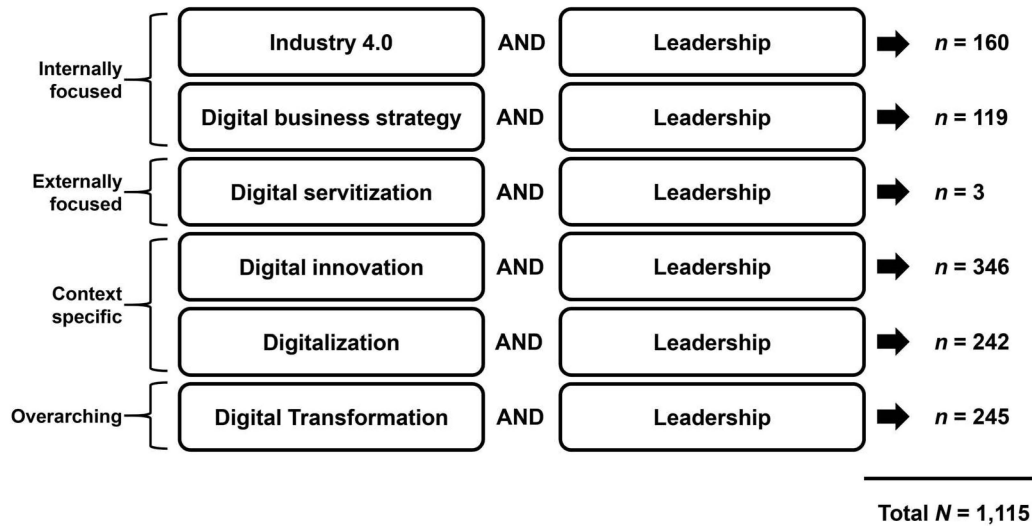 Internally
focused
Industry 4.0 AND Leadership n = 160
Digital business strategy AND Leadership n = 119
Externally
focused
Digital servitization AND Leadership n = 3
Context
specific
Digital innovation AND Leadership n = 346
Digitalization AND Leadership n = 242
Overarching
Digital Transformation AND Leadership n = 245
Total N = 1,115